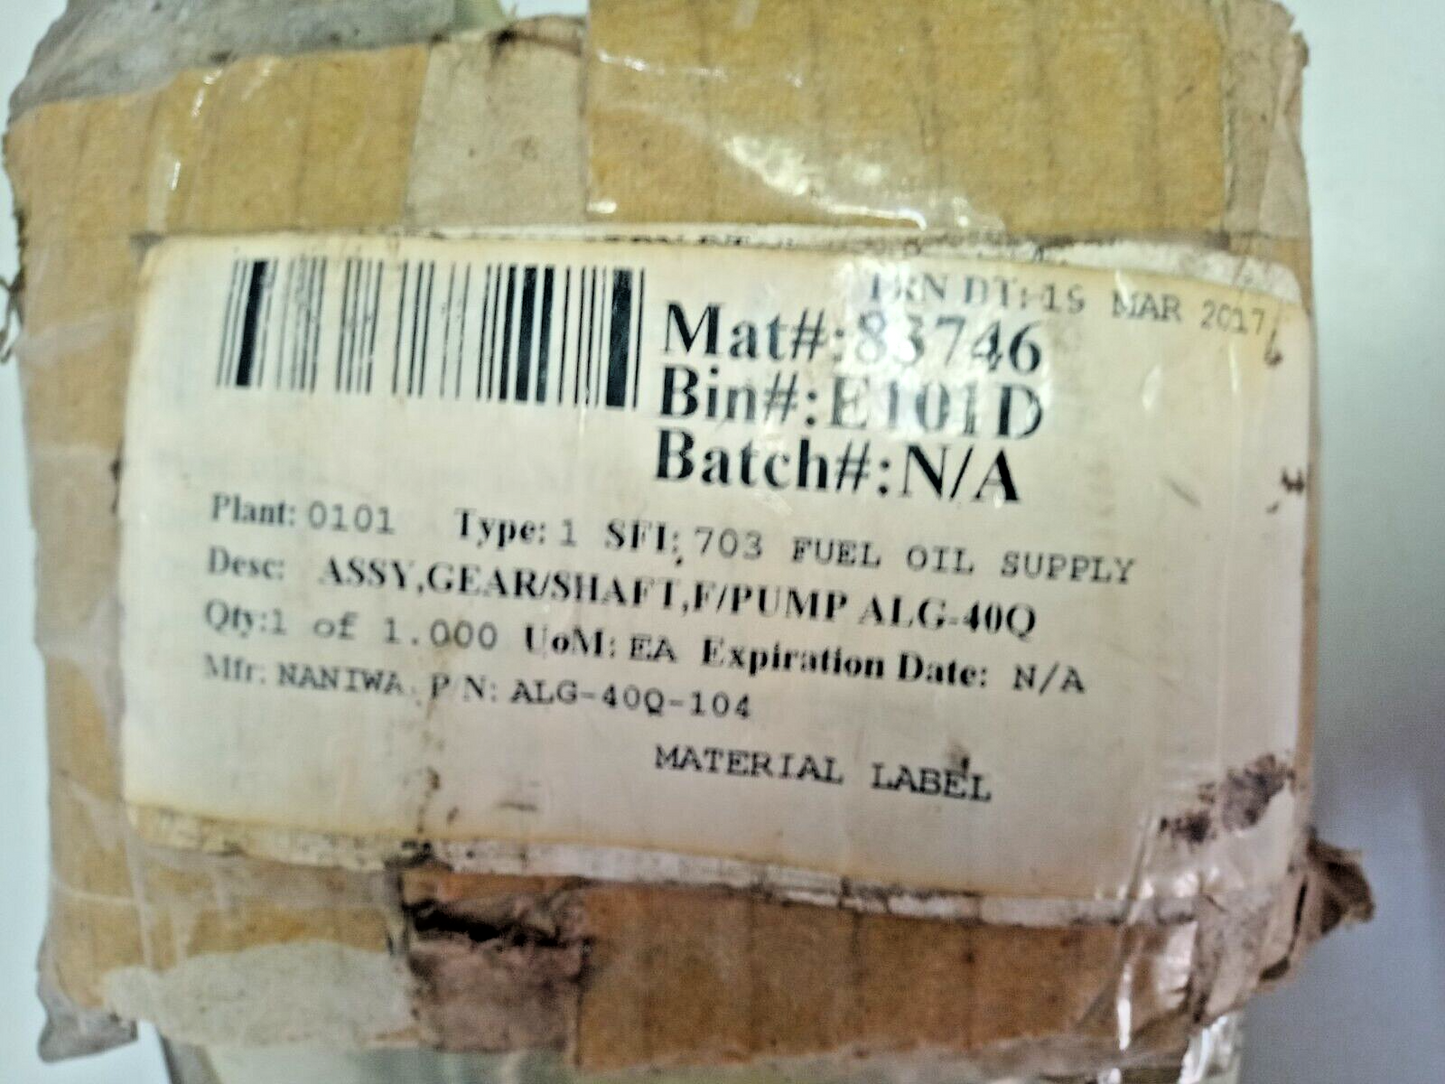 TRN DT: 15 MAR 2017
Mat#:83746
Bin#:E101D
Batch#:N/A
Plant: 0101 Type: 1 SFI: 703 FUEL OIL SUPPLY
Desc: ASSY,GEAR/SHAFT,F/PUMP ALG-40Q
Qty:1 of 1.000 UoM: EA Expiration Date: N/A
Mfr: NANIWA P/N: ALG-40Q-104
MATERIAL LABEL